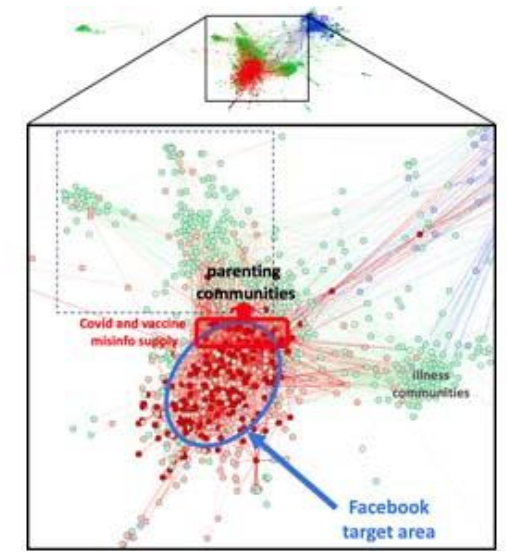 parenting
communities
Covid and vaccine
misinfo supply
illness
communities
Facebook
target area